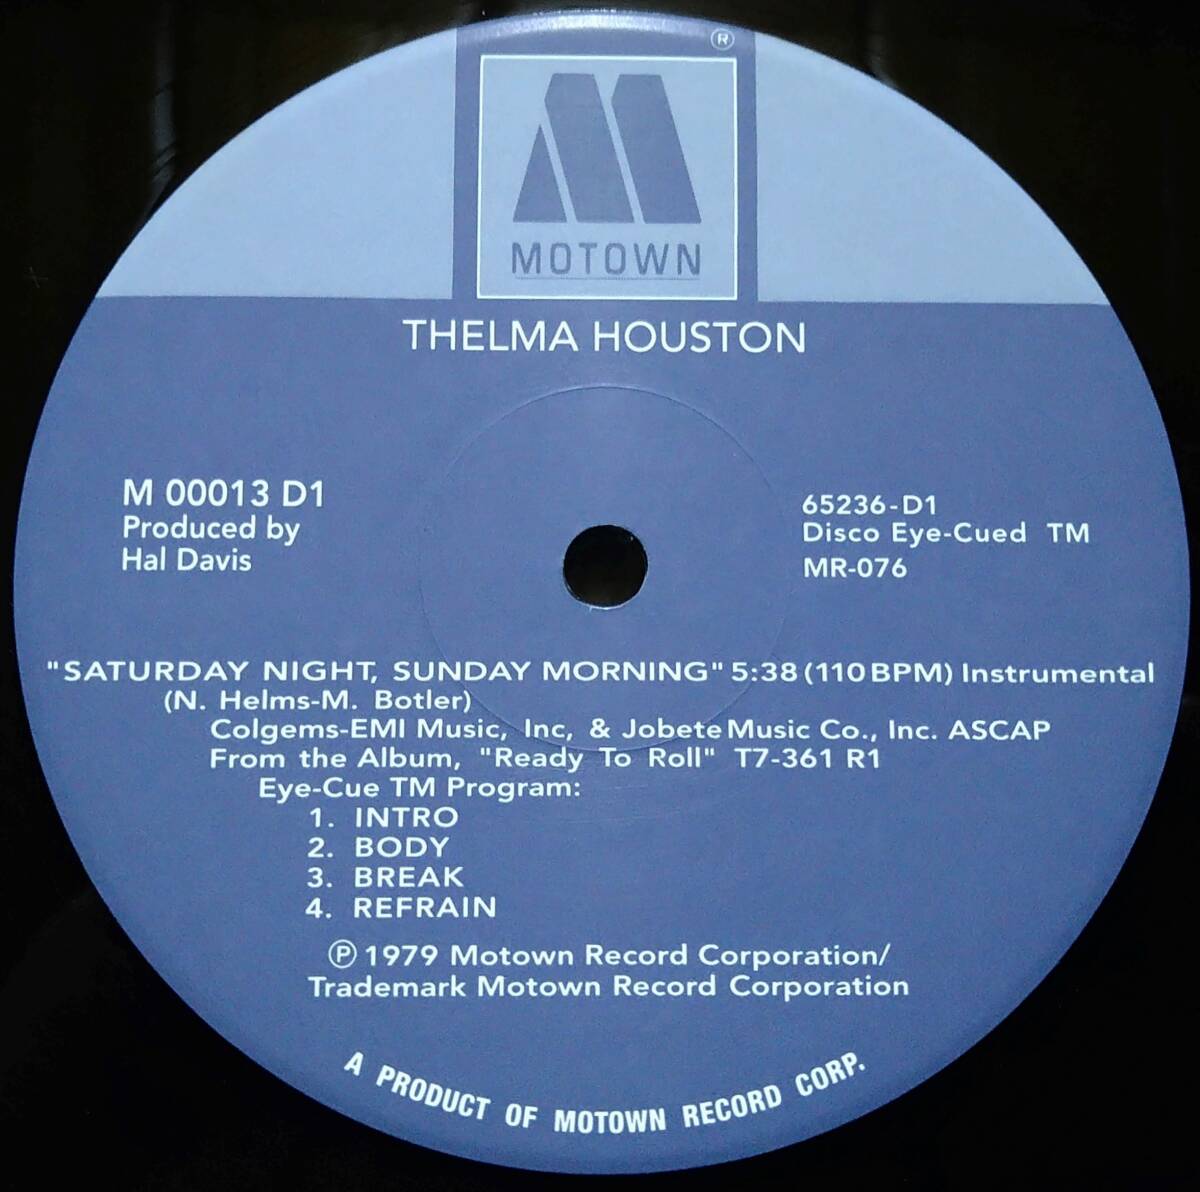 ®
MOTOWN
THELMA HOUSTON
M 00013 D1
Produced by
Hal Davis
65236-D1
Disco Eye-Cued TM
MR-076
"SATURDAY NIGHT, SUNDAY MORNING" 5:38 (110 BPM) Instrumental
(N. Helms-M. Botler)
Colgems-EMI Music, Inc, & Jobete Music Co., Inc. ASCAP
From the Album, "Ready To Roll" T7-361 R1
Eye-Cue TM Program:
1. INTRO
2. BODY
3. BREAK
4. REFRAIN
℗ 1979 Motown Record Corporation/
Trademark Motown Record Corporation
A PRODUCT OF MOTOWN RECORD CORP.